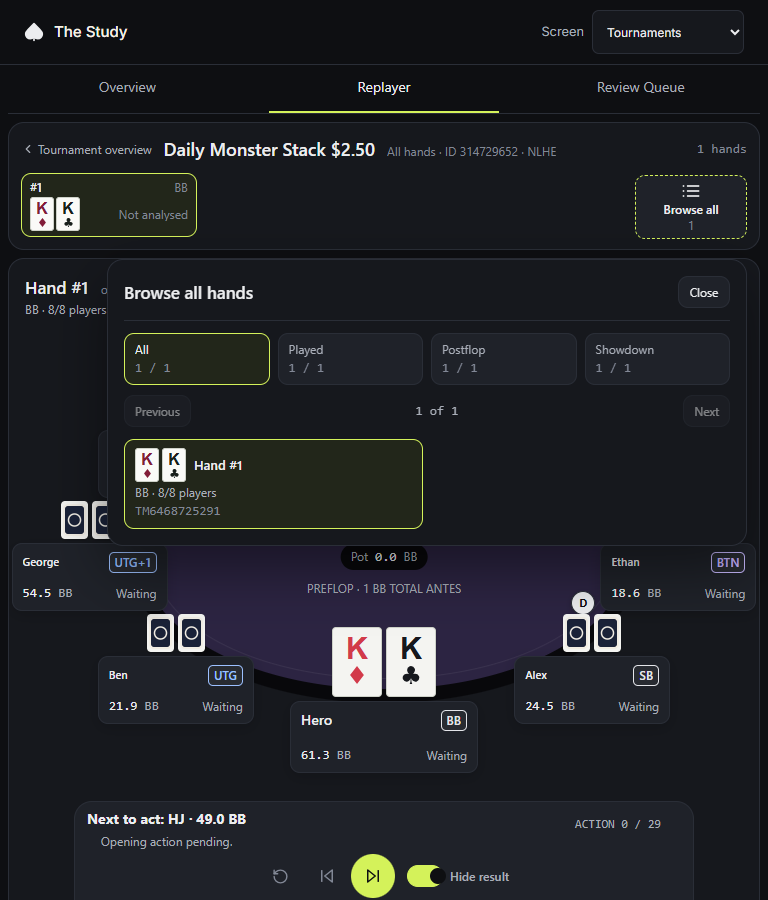 The Study
Screen
Tournaments
Overview
Replayer
Review Queue
Tournament overview
Daily Monster Stack $2.50
All hands · ID 314729652 · NLHE
1 hands
#1
BB
K
K
Not analysed
Browse all
1
Hand #1
BB · 8/8 players
Browse all hands
Close
All
1 / 1
Played
1 / 1
Postflop
1 / 1
Showdown
1 / 1
Previous
1 of 1
Next
K
K
Hand #1
BB · 8/8 players
TM6468725291
Pot 0.0 BB
PREFLOP · 1 BB TOTAL ANTES
George
UTG+1
54.5 BB
Waiting
Ethan
BTN
18.6 BB
Waiting
D
Ben
UTG
21.9 BB
Waiting
K
K
Alex
SB
24.5 BB
Waiting
Hero
BB
61.3 BB
Waiting
Next to act: HJ · 49.0 BB
ACTION 0 / 29
Opening action pending.
Hide result